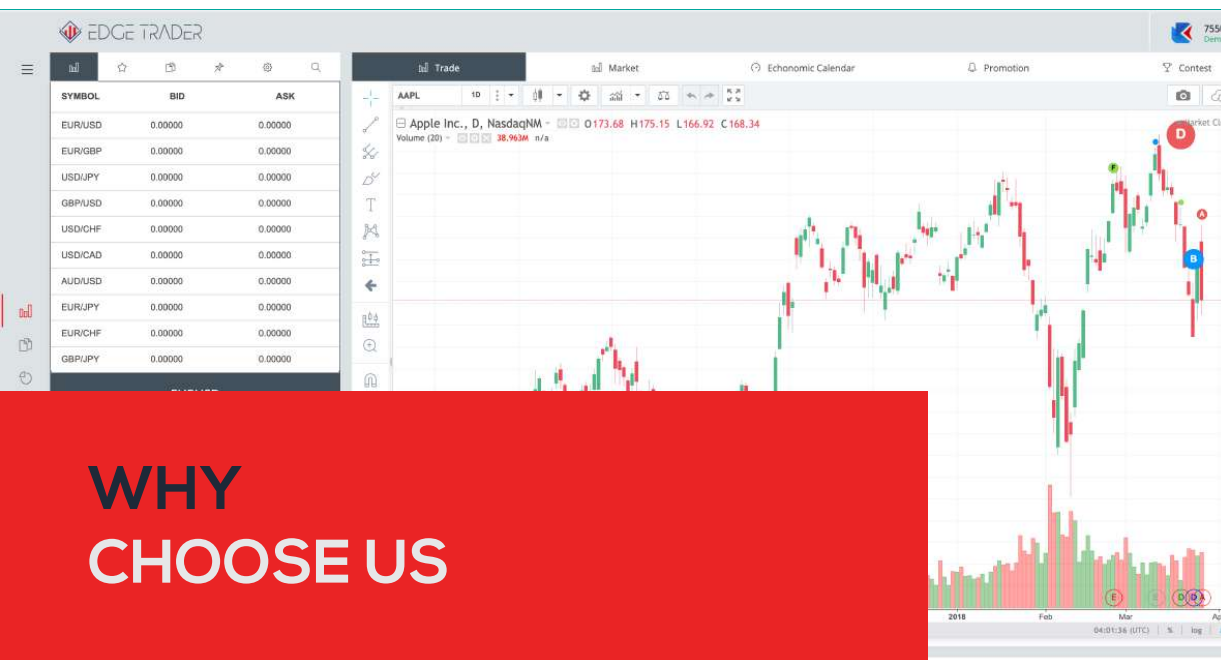 EDGE TRADER
Trade
Market
Echonomic Calendar
Promotion
Contest
SYMBOL BID ASK
EUR/USD 0.00000 0.00000
EUR/GBP 0.00000 0.00000
USD/JPY 0.00000 0.00000
GBP/USD 0.00000 0.00000
USD/CHF 0.00000 0.00000
USD/CAD 0.00000 0.00000
AUD/USD 0.00000 0.00000
EUR/JPY 0.00000 0.00000
EUR/CHF 0.00000 0.00000
GBP/JPY 0.00000 0.00000
AAPL 1D
Apple Inc., D, NasdaqNM O173.68 H175.15 L166.92 C168.34
Volume (20) 38.963M n/a
D
F
A
B
WHY
CHOOSE US
E D D A
2018 Feb Mar
04:01:36 (UTC) % log